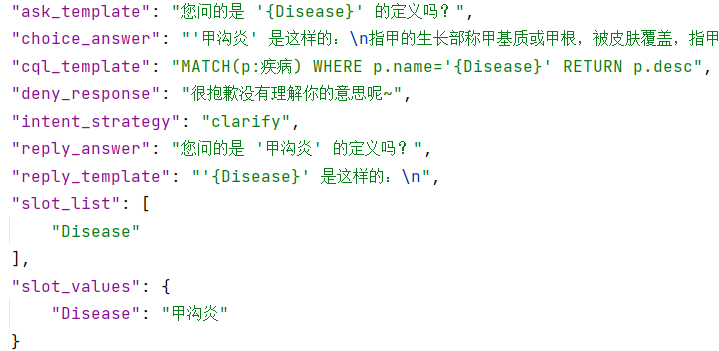 "ask_template": "您问的是 '{Disease}' 的定义吗？",
"choice_answer": "'甲沟炎' 是这样的：\n指甲的生长部称甲基质或甲根，被皮肤覆盖，指甲
"cql_template": "MATCH(p:疾病) WHERE p.name='{Disease}' RETURN p.desc",
"deny_response": "很抱歉没有理解你的意思呢~",
"intent_strategy": "clarify",
"reply_answer": "您问的是 '甲沟炎' 的定义吗？",
"reply_template": "'{Disease}' 是这样的：\n",
"slot_list": [
"Disease"
],
"slot_values": {
"Disease": "甲沟炎"
}